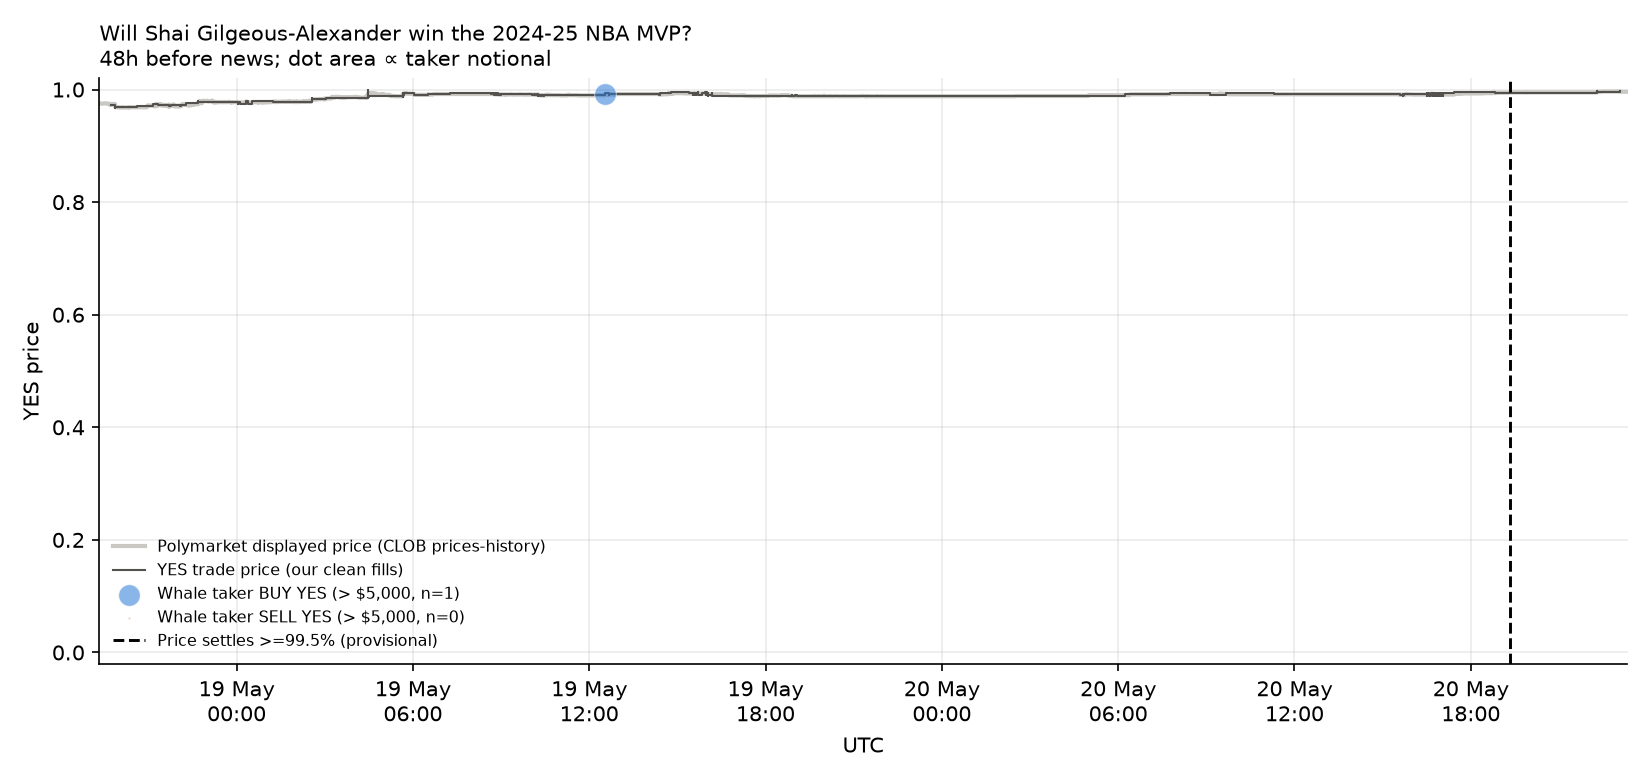 Will Shai Gilgeous-Alexander win the 2024-25 NBA MVP?
48h before news; dot area ∝ taker notional
1.0
0.8
0.6
0.4
0.2
0.0
YES price
Polymarket displayed price (CLOB prices-history)
YES trade price (our clean fills)
Whale taker BUY YES (> $5,000, n=1)
Whale taker SELL YES (> $5,000, n=0)
Price settles >=99.5% (provisional)
19 May 19 May 19 May 19 May 20 May 20 May 20 May 20 May
00:00 06:00 12:00 18:00 00:00 06:00 12:00 18:00
UTC